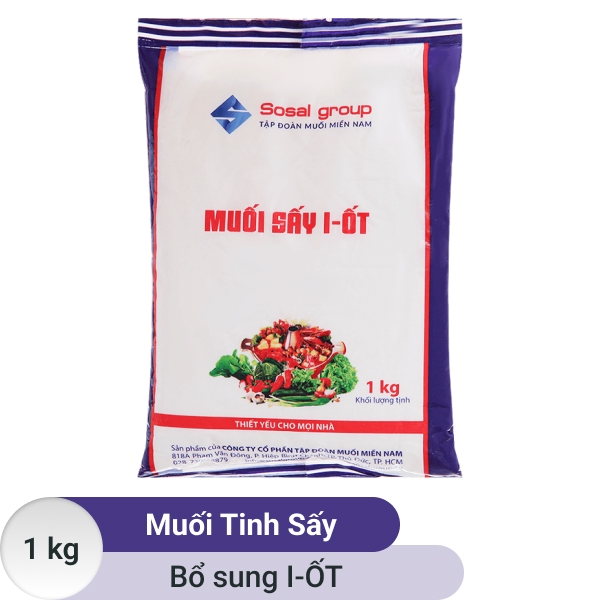 Sosal group
TẬP ĐOÀN MUỐI MIỀN NAM
MUỐI SẤY I-ỐT
1 kg
Khối lượng tịnh
THIẾT YẾU CHO MỌI NHÀ
Sản phẩm của CÔNG TY CỔ PHẦN TẬP ĐOÀN MUỐI MIỀN NAM
818A Phạm Văn Đồng, P. Hiệp Bình TP. HCM
028
1 kg
Muối Tinh Sấy
Bổ sung I-ỐT